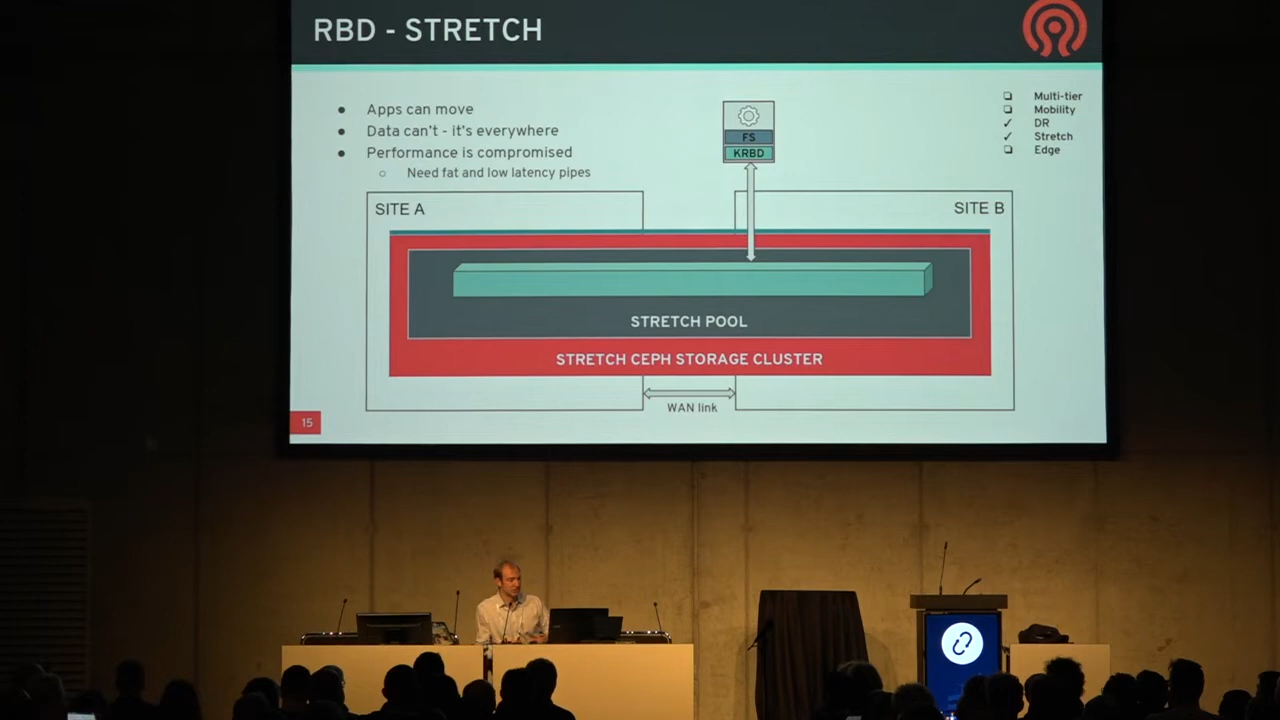 RBD - STRETCH
● Apps can move
● Data can't - it's everywhere
● Performance is compromised
○ Need fat and low latency pipes
FS
KRBD
❏ Multi-tier
❏ Mobility
✓ DR
✓ Stretch
❏ Edge
SITE A
SITE B
STRETCH POOL
STRETCH CEPH STORAGE CLUSTER
WAN link
15